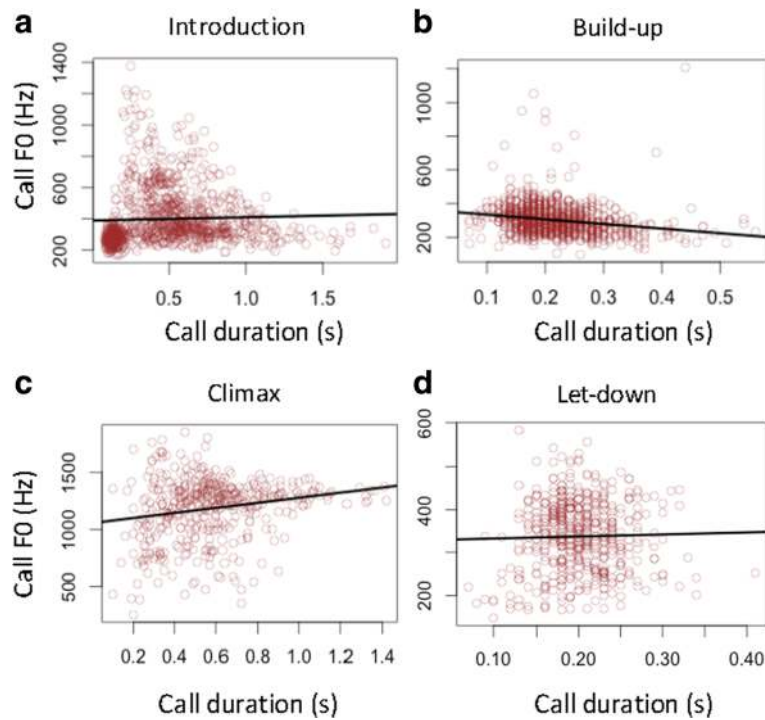 a Introduction
Call F0 (Hz)
200 600 1000 1400
0.5 1.0 1.5
Call duration (s)
b Build-up
200 600 1000
0.1 0.2 0.3 0.4 0.5
Call duration (s)
c Climax
Call F0 (Hz)
500 1000 1500
0.2 0.4 0.6 0.8 1.0 1.2 1.4
Call duration (s)
d Let-down
200 400 600
0.10 0.20 0.30 0.40
Call duration (s)